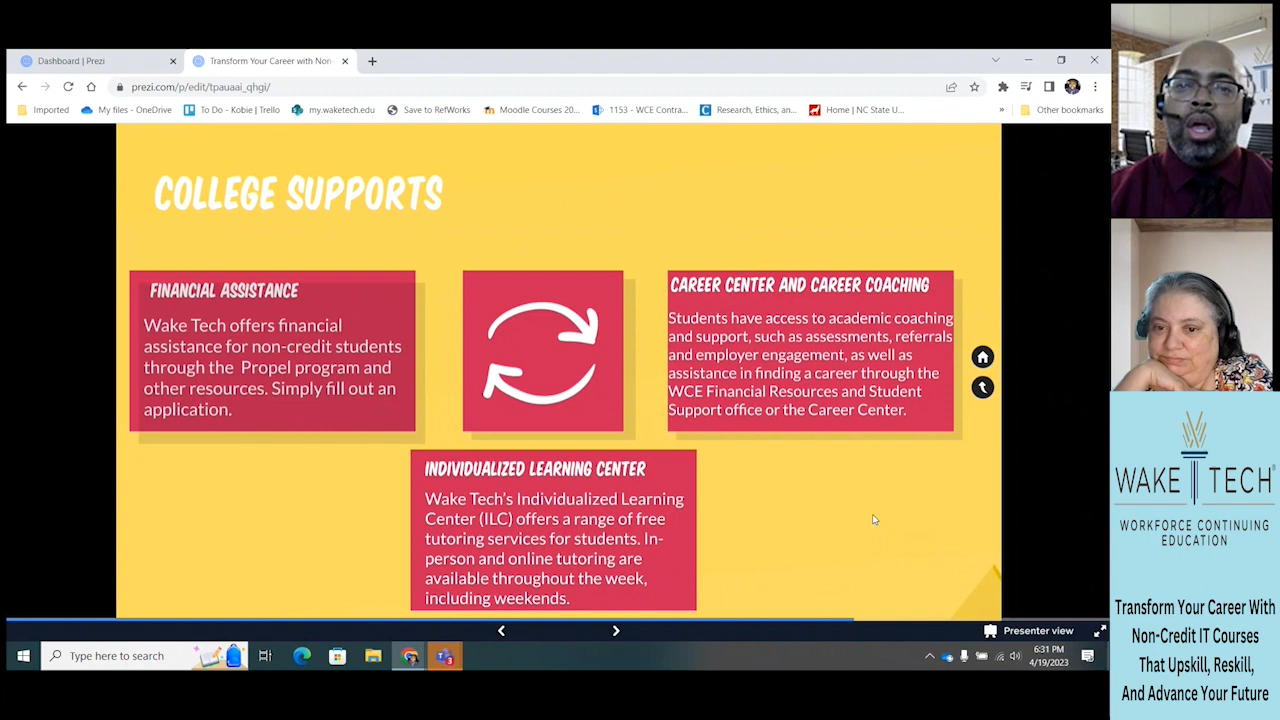 Dashboard | Prezi
Transform Your Career with Non-
prezi.com/p/edit/tpauaai_qhgi/
Imported
My files - OneDrive
To Do - Kobie | Trello
my.waketech.edu
Save to RefWorks
Moodle Courses 20...
1153 - WCE Contra...
Research, Ethics, an...
Home | NC State U...
»
Other bookmarks
COLLEGE SUPPORTS
FINANCIAL ASSISTANCE
Wake Tech offers financial
assistance for non-credit students
through the Propel program and
other resources. Simply fill out an
application.
CAREER CENTER AND CAREER COACHING
Students have access to academic coaching
and support, such as assessments, referrals
and employer engagement, as well as
assistance in finding a career through the
WCE Financial Resources and Student
Support office or the Career Center.
INDIVIDUALIZED LEARNING CENTER
Wake Tech's Individualized Learning
Center (ILC) offers a range of free
tutoring services for students. In-
person and online tutoring are
available throughout the week,
including weekends.
Presenter view
Type here to search
6:31 PM
4/19/2023
WAKE TECH®
WORKFORCE CONTINUING
EDUCATION
Transform Your Career With
Non-Credit IT Courses
That Upskill, Reskill,
And Advance Your Future